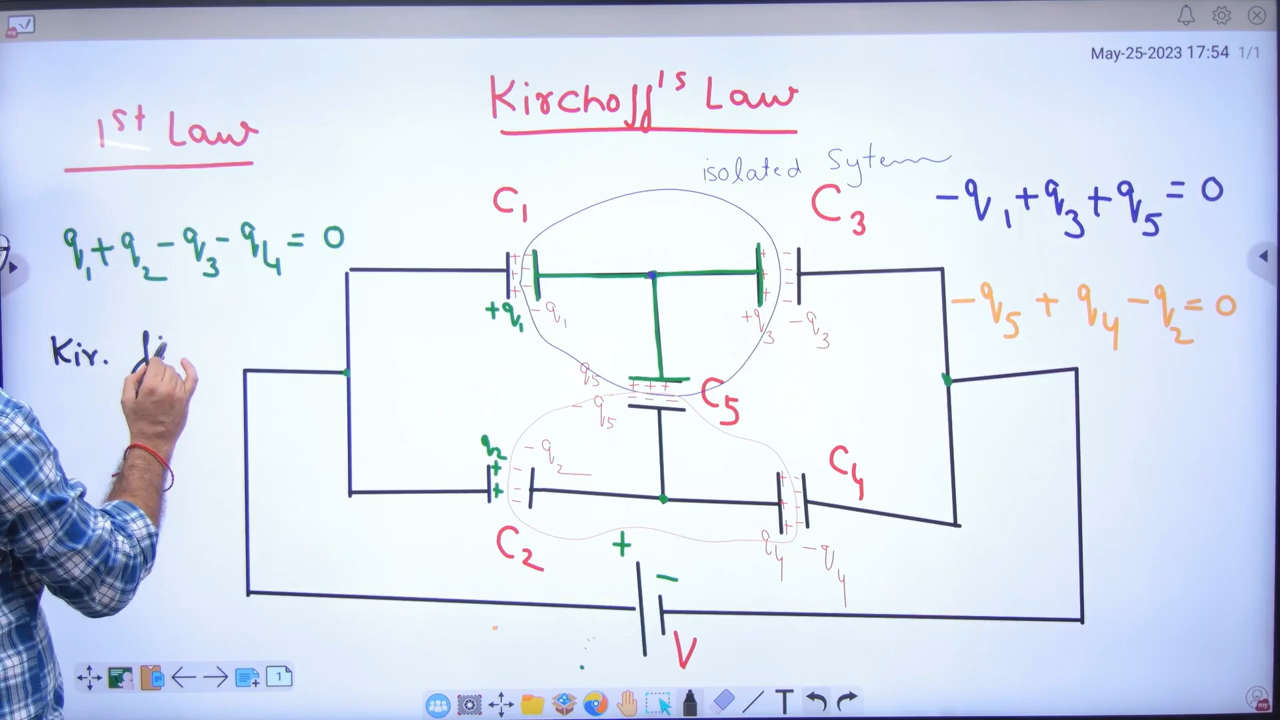 May-25-2023 17:54 1/1
Kirchoff's Law
1st Law
isolated Sytem
C1
C3
-q1+q3+q5=0
q1+q2-q3-q4=0
+q1
-q1
+q3
-q3
-q5+q4-q2=0
Kir.
q5
C5
-q5
q2
-q2
C4
C2
+
q4
-q4
-
V
1
T